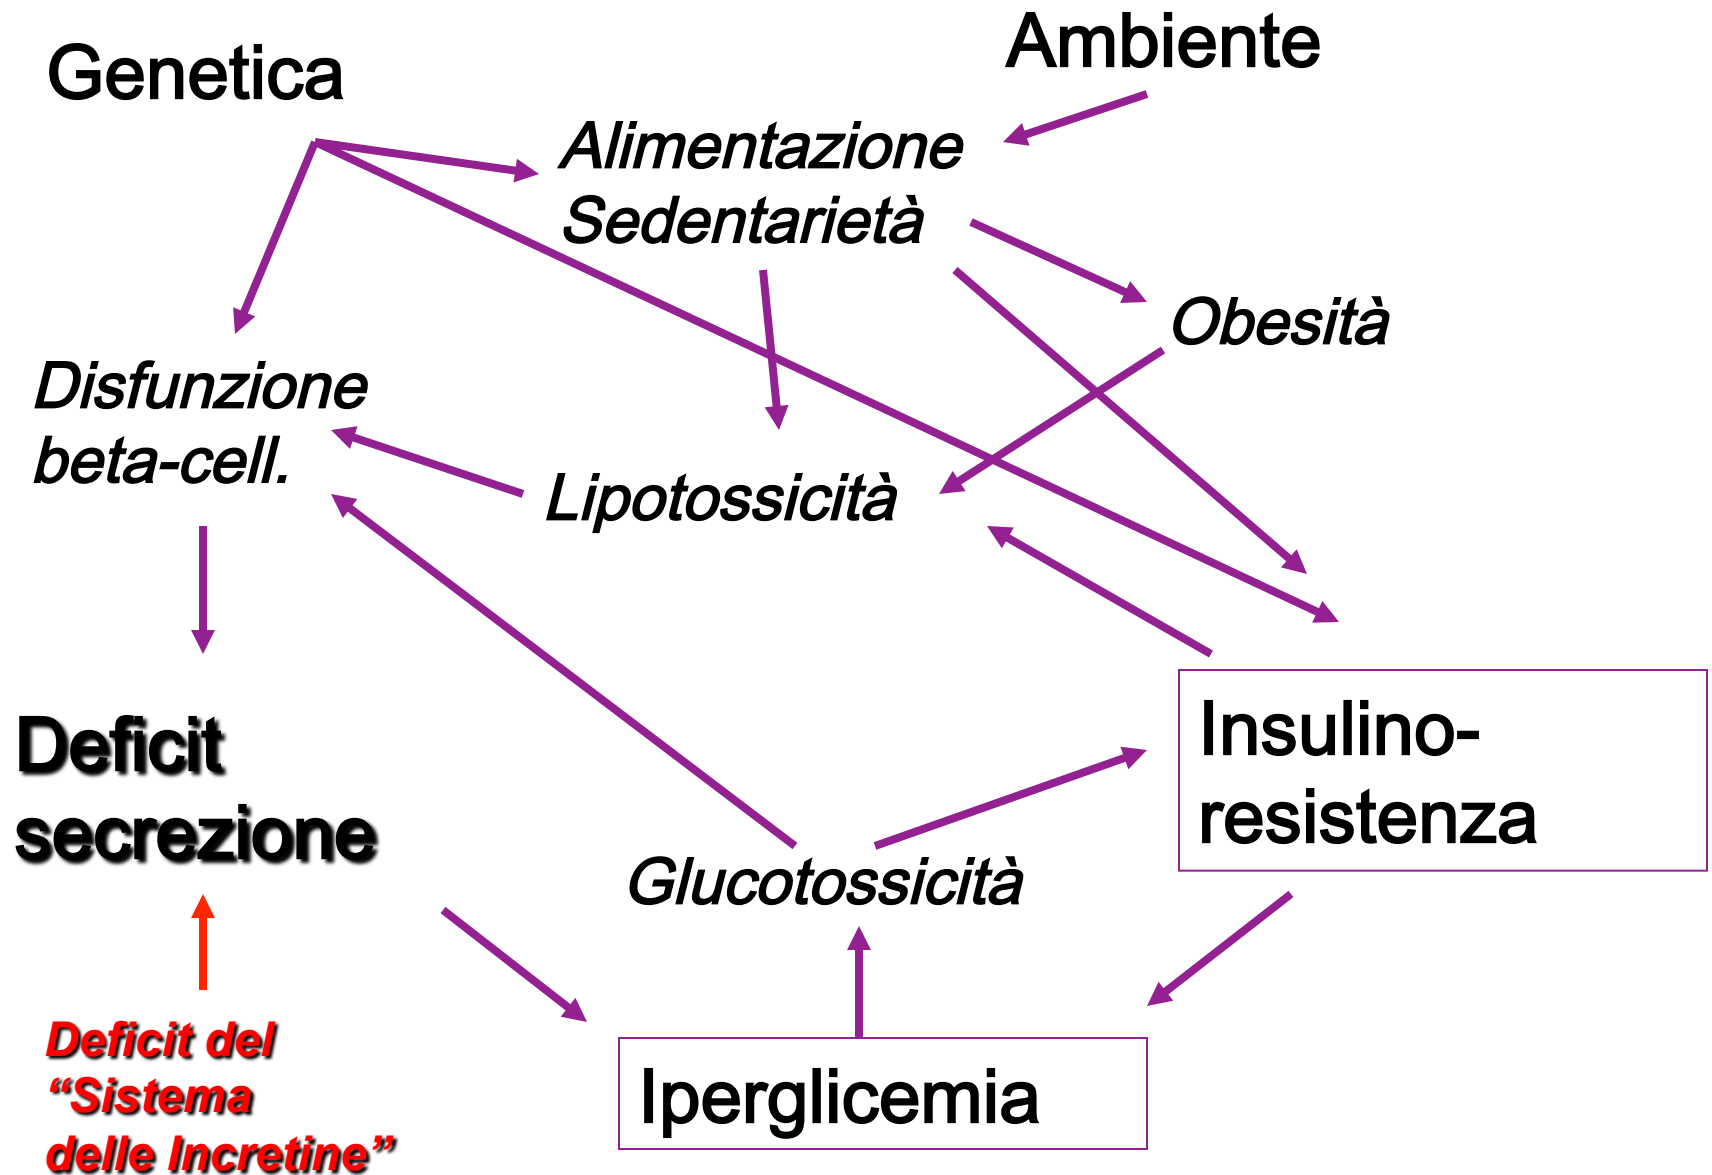 Genetica
Ambiente
Alimentazione
Sedentarietà
Obesità
Disfunzione
beta-cell.
Lipotossicità
Deficit
secrezione
Insulino-
resistenza
Glucotossicità
Deficit del
“Sistema
delle Incretine”
Iperglicemia